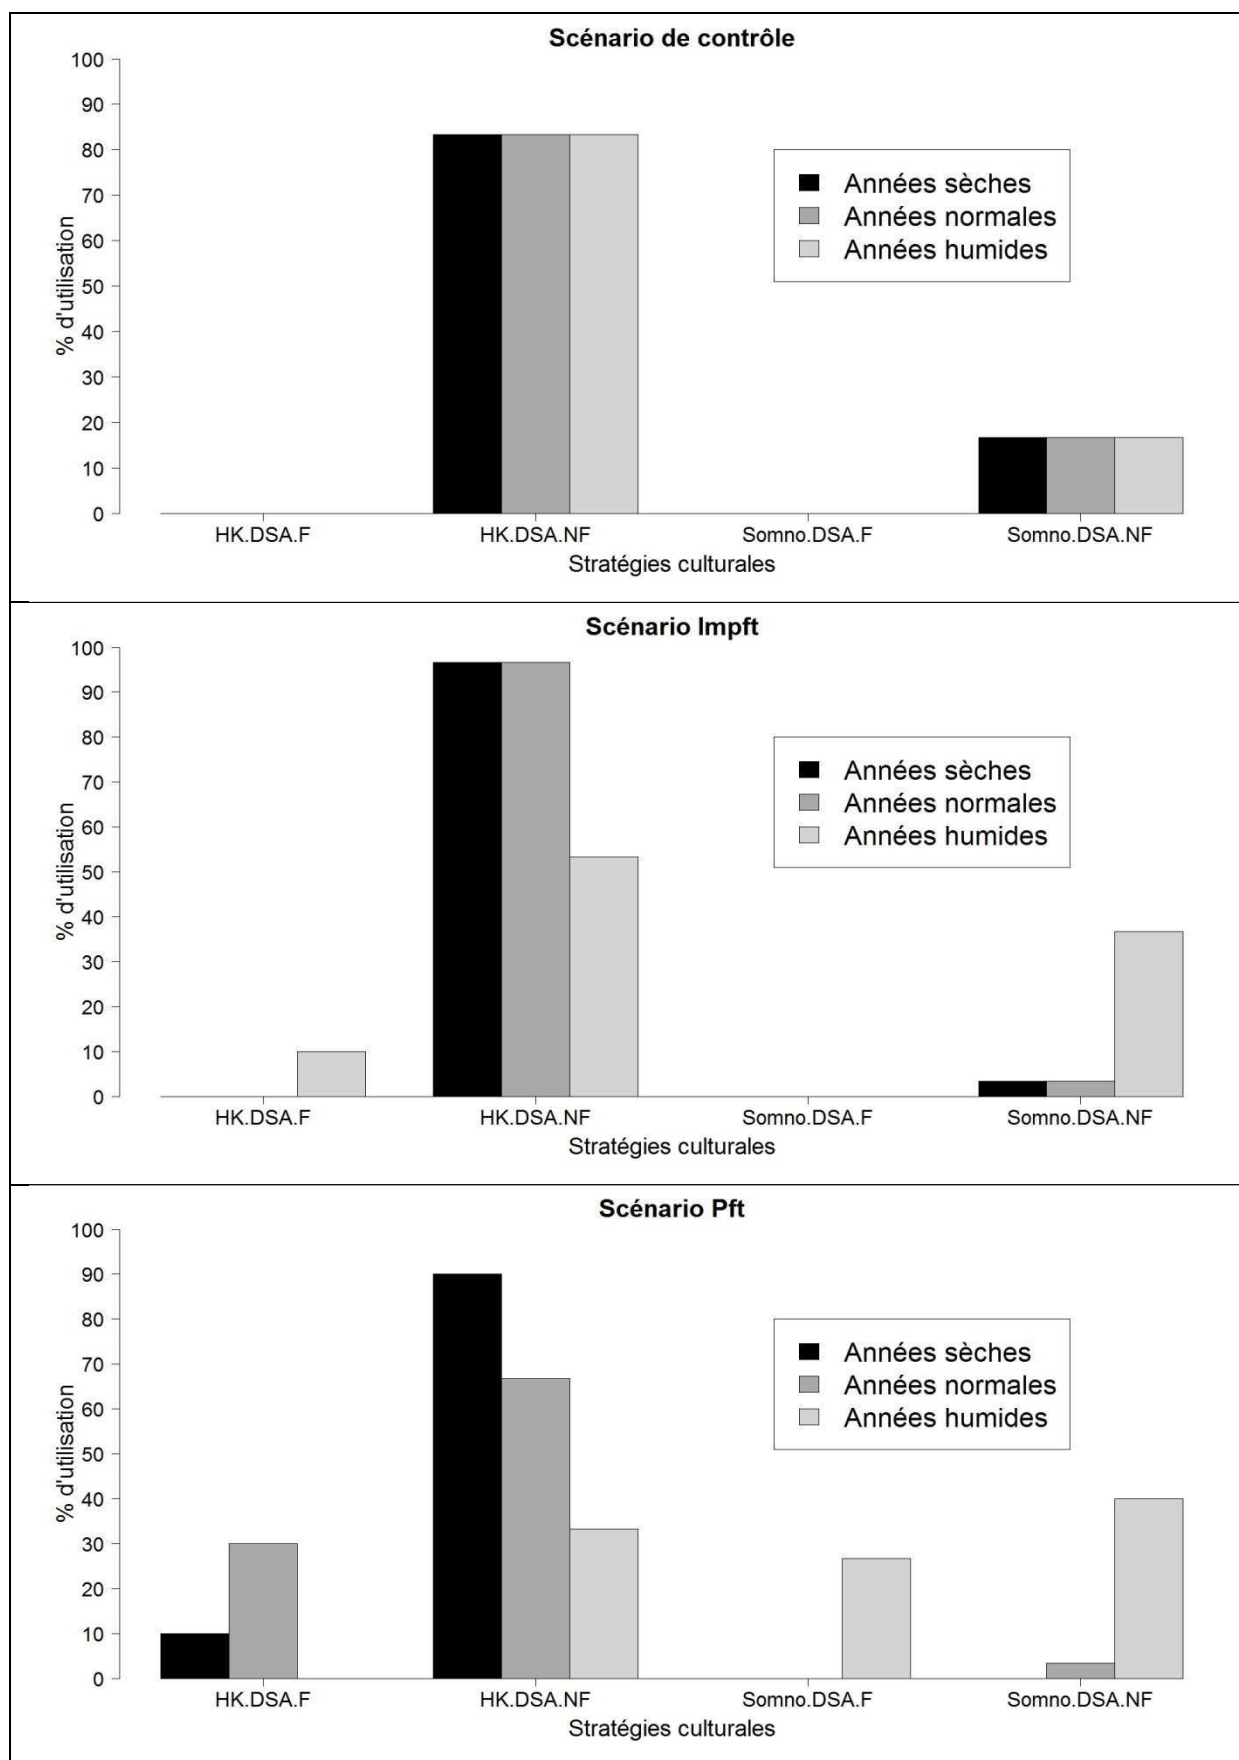 Scénario de contrôle
100
90
80
70
60
50
40
30
20
10
0
% d'utilisation
Années sèches
Années normales
Années humides
HK.DSA.F HK.DSA.NF Somno.DSA.F Somno.DSA.NF
Stratégies culturales
Scénario Impft
100
90
80
70
60
50
40
30
20
10
0
% d'utilisation
Années sèches
Années normales
Années humides
HK.DSA.F HK.DSA.NF Somno.DSA.F Somno.DSA.NF
Stratégies culturales
Scénario Pft
100
90
80
70
60
50
40
30
20
10
0
% d'utilisation
Années sèches
Années normales
Années humides
HK.DSA.F HK.DSA.NF Somno.DSA.F Somno.DSA.NF
Stratégies culturales